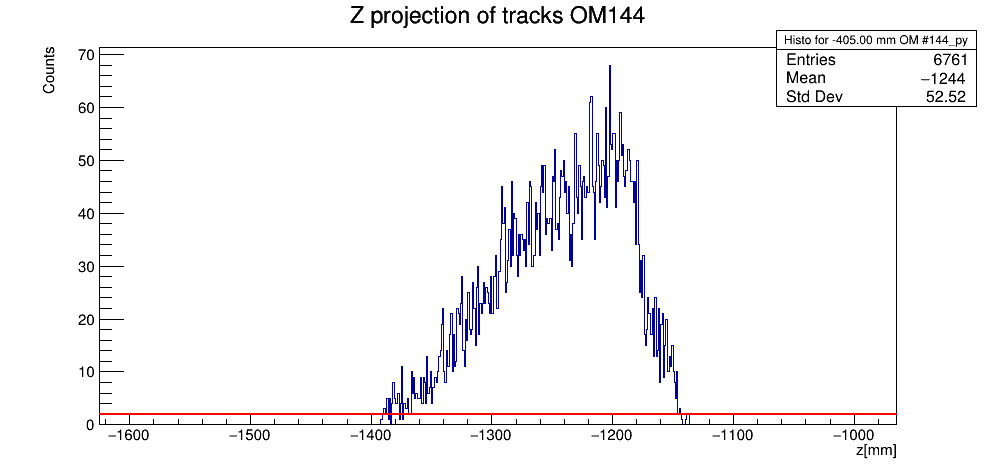 Z projection of tracks OM144
Histo for -405.00 mm OM #144_py
Entries 6761
Mean −1244
Std Dev 52.52
Counts
70
60
50
40
30
20
10
0
−1600 −1500 −1400 −1300 −1200 −1100 −1000
z[mm]